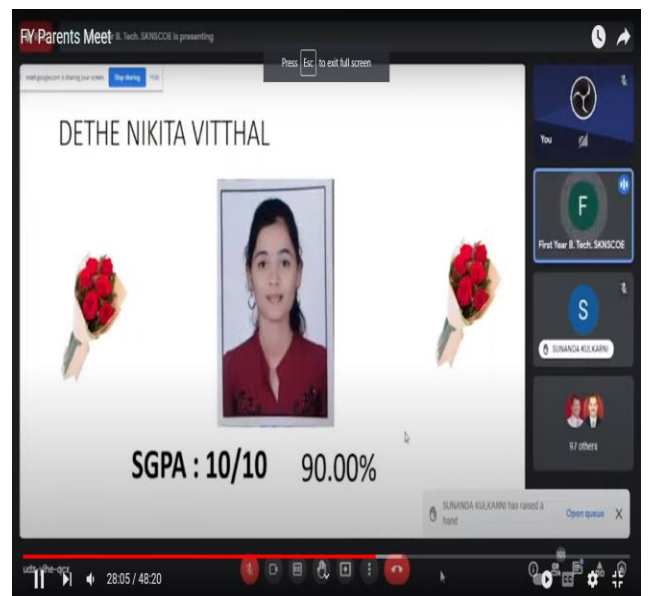 FY Parents Meet
Year B. Tech. SKNSCOE is presenting
Press Esc to exit full screen
meet.google.com is sharing your screen. Stop sharing Hide
DETHE NIKITA VITTHAL
You
F
First Year B. Tech. SKNSCOE
S
SUNANDA KULKARNI
97 others
SGPA : 10/10 90.00%
SUNANDA KULKARNI has raised a
hand
Open queue X
28:05 / 48:20